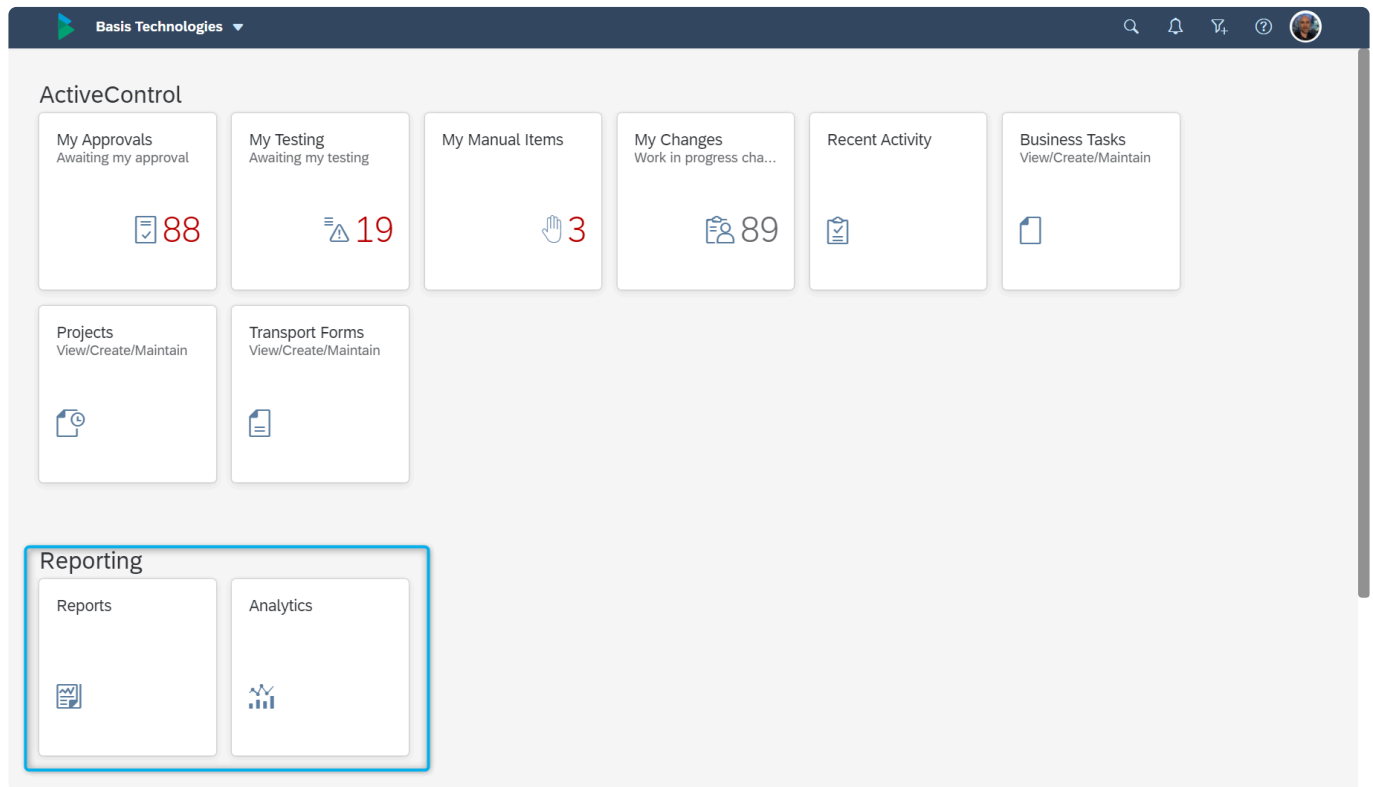 Basis Technologies
ActiveControl
My Approvals
Awaiting my approval
88
My Testing
Awaiting my testing
19
My Manual Items
3
My Changes
Work in progress cha...
89
Recent Activity
Business Tasks
View/Create/Maintain
Projects
View/Create/Maintain
Transport Forms
View/Create/Maintain
Reporting
Reports
Analytics